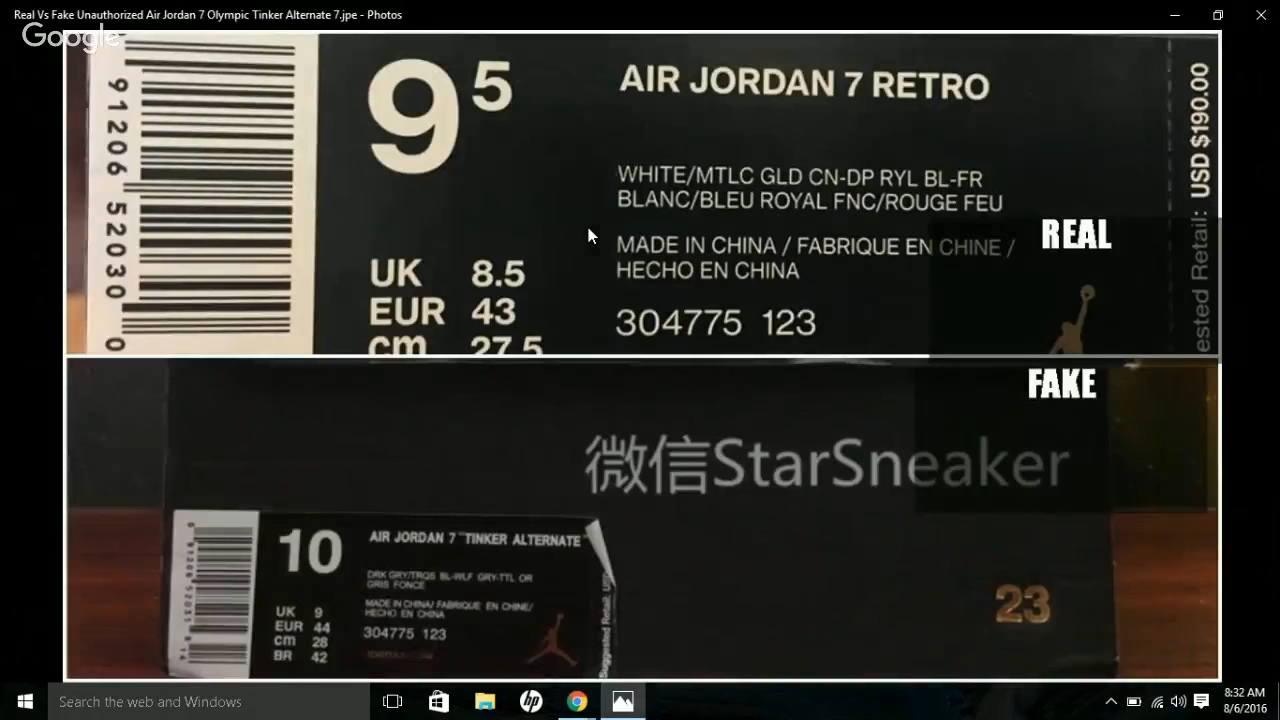 Real Vs Fake Unauthorized Air Jordan 7 Olympic Tinker Alternate 7.jpe - Photos
Google
91206 52030 0
9 5
AIR JORDAN 7 RETRO
WHITE/MTLC GLD CN-DP RYL BL-FR
BLANC/BLEU ROYAL FNC/ROUGE FEU
MADE IN CHINA / FABRIQUE EN CHINE /
HECHO EN CHINA
UK 8.5
EUR 43
cm 27.5
304775 123
ested Retail: USD $190.00
REAL
FAKE
微信StarSneaker
10
AIR JORDAN 7 "TINKER ALTERNATE"
DRK GRY/TRQS BL-WLF GRY-TTL OR
GRIS FONCE
MADE IN CHINA/ FABRIQUE EN CHINE/
HECHO EN CHINA
UK 9
EUR 44
cm 28
BR 42
304775 123
Suggested Retail: US
23
Search the web and Windows
hp
8:32 AM
8/6/2016